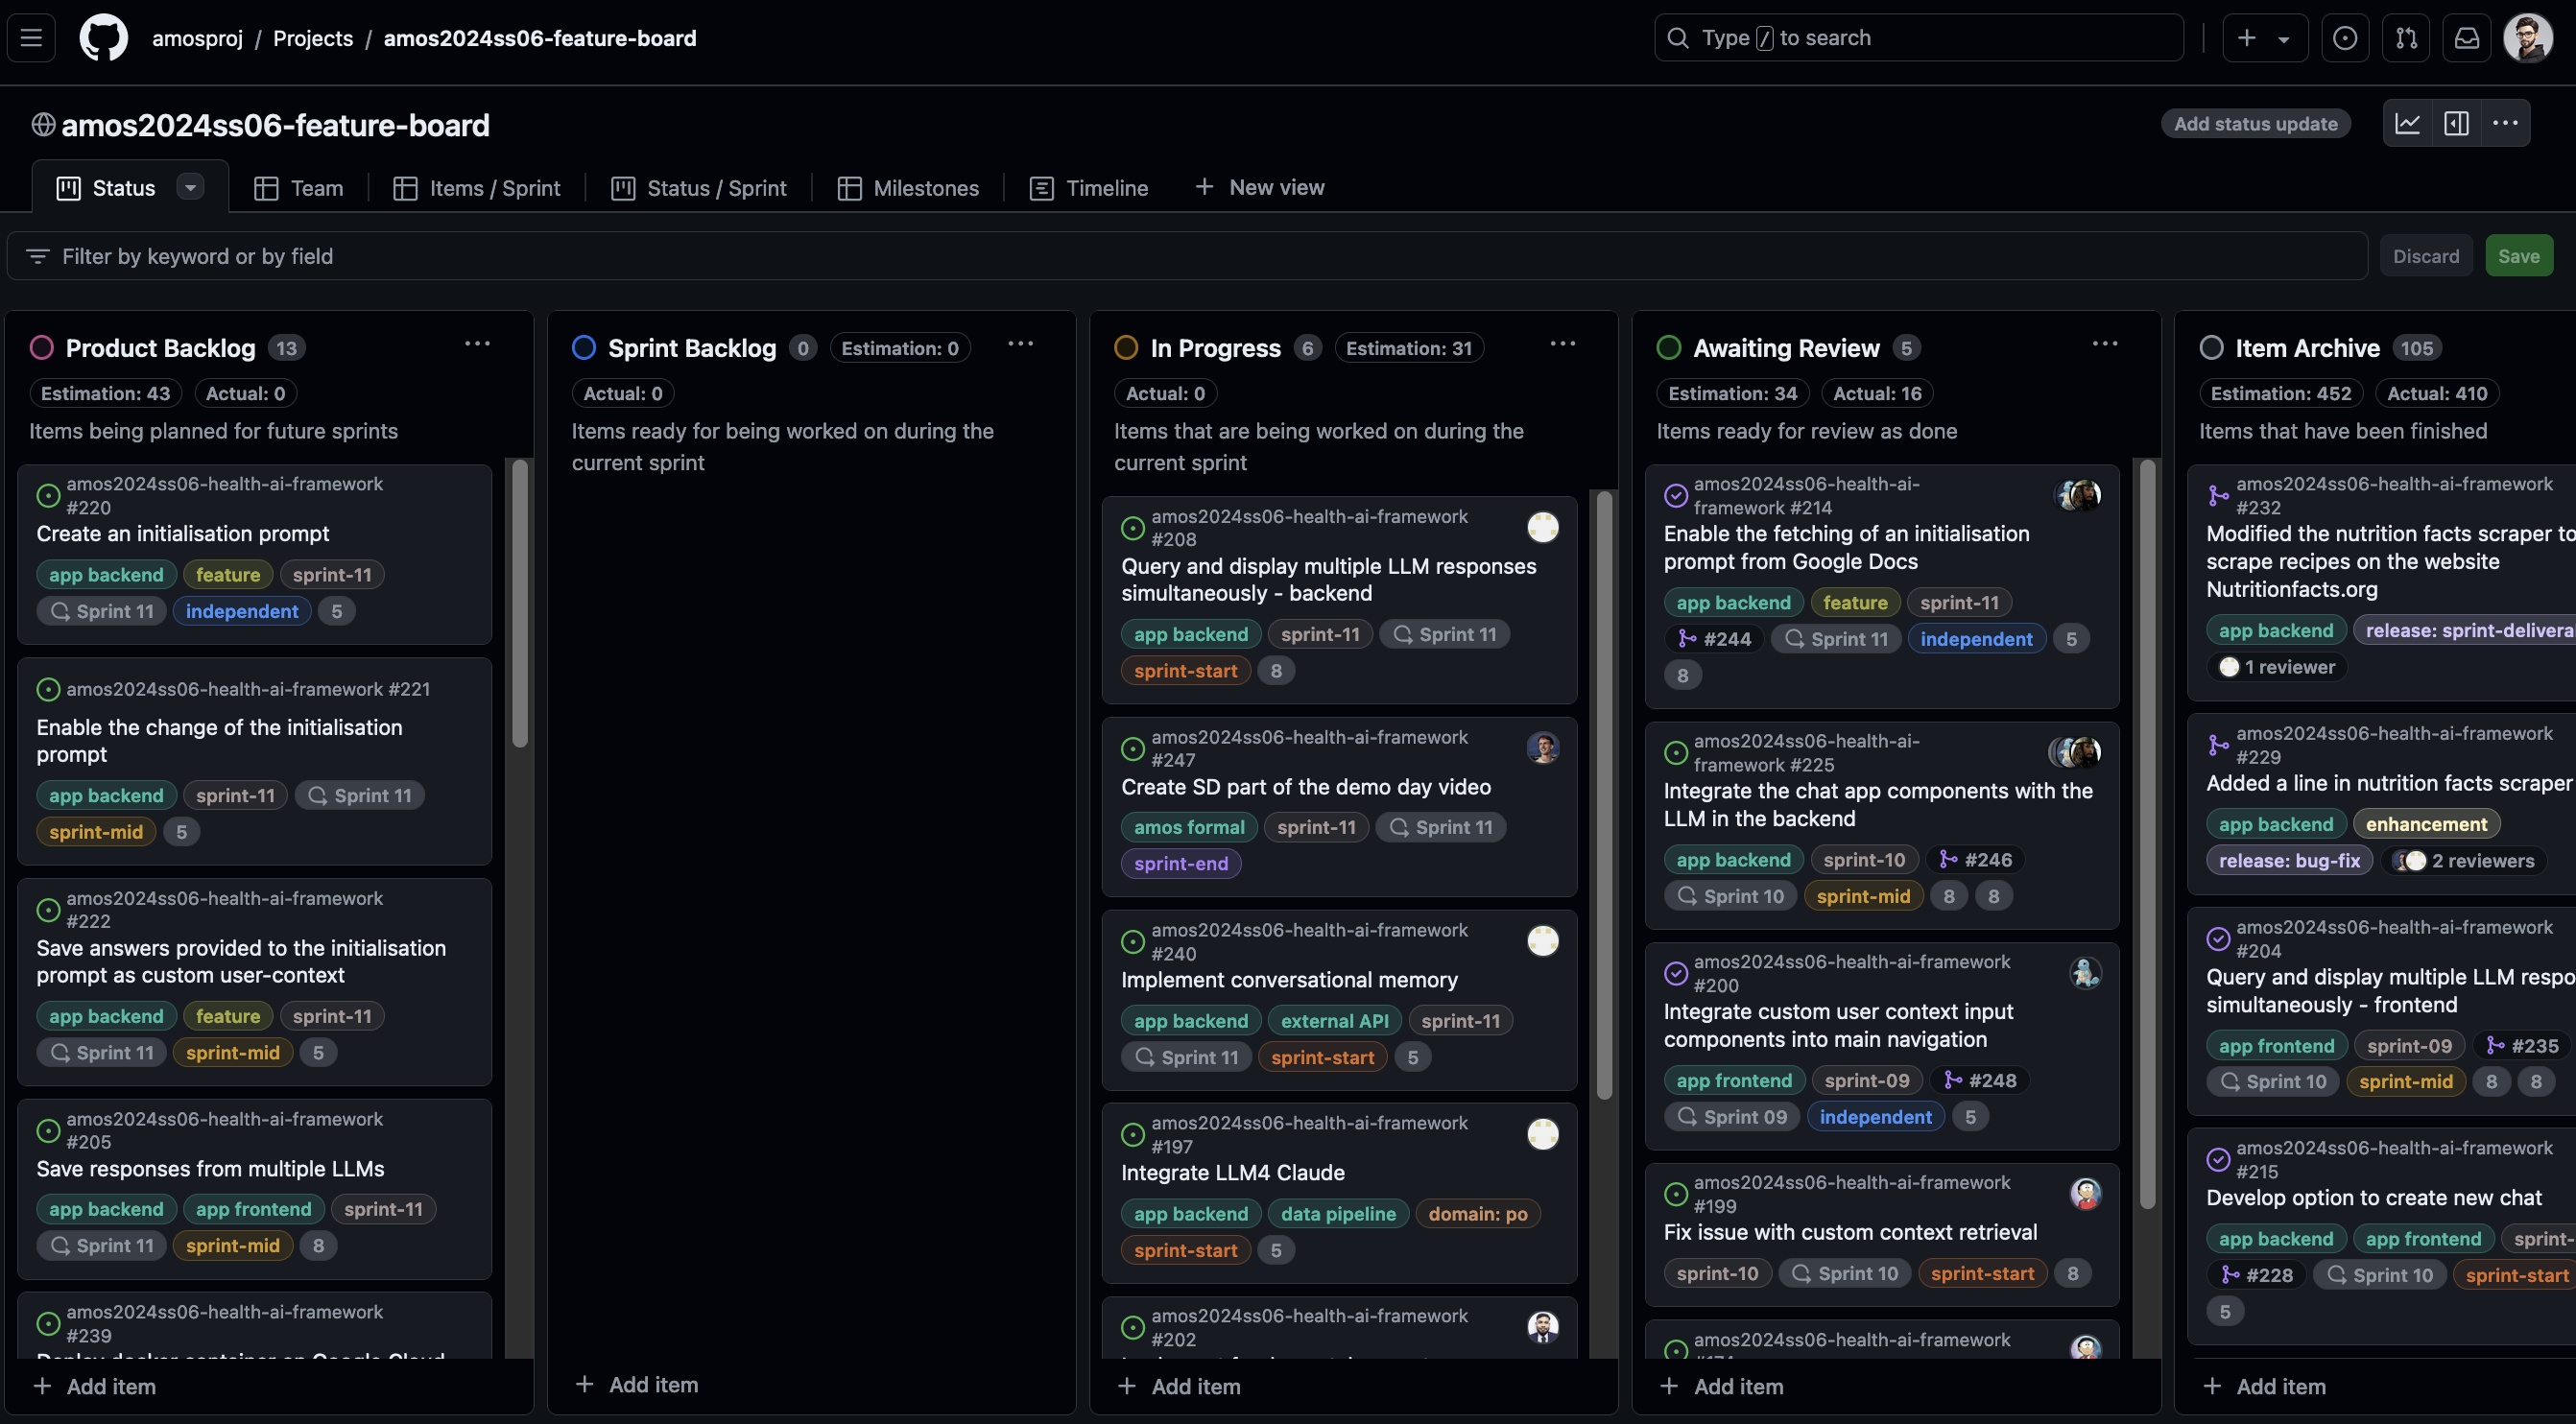 amosproj / Projects / amos2024ss06-feature-board
Type / to search
amos2024ss06-feature-board
Add status update
Status
Team
Items / Sprint
Status / Sprint
Milestones
Timeline
New view
Filter by keyword or by field
Discard
Save
Product Backlog 13
Estimation: 43 Actual: 0
Items being planned for future sprints
amos2024ss06-health-ai-framework
#220
Create an initialisation prompt
app backend feature sprint-11
Sprint 11 independent 5
amos2024ss06-health-ai-framework #221
Enable the change of the initialisation
prompt
app backend sprint-11 Sprint 11
sprint-mid 5
amos2024ss06-health-ai-framework
#222
Save answers provided to the initialisation
prompt as custom user-context
app backend feature sprint-11
Sprint 11 sprint-mid 5
amos2024ss06-health-ai-framework
#205
Save responses from multiple LLMs
app backend app frontend sprint-11
Sprint 11 sprint-mid 8
amos2024ss06-health-ai-framework
#239
Deploy docker container on Google Cloud
Add item
Sprint Backlog 0 Estimation: 0
Actual: 0
Items ready for being worked on during the
current sprint
Add item
In Progress 6 Estimation: 31
Actual: 0
Items that are being worked on during the
current sprint
amos2024ss06-health-ai-framework
#208
Query and display multiple LLM responses
simultaneously - backend
app backend sprint-11 Sprint 11
sprint-start 8
amos2024ss06-health-ai-framework
#247
Create SD part of the demo day video
amos formal sprint-11 Sprint 11
sprint-end
amos2024ss06-health-ai-framework
#240
Implement conversational memory
app backend external API sprint-11
Sprint 11 sprint-start 5
amos2024ss06-health-ai-framework
#197
Integrate LLM4 Claude
app backend data pipeline domain: po
sprint-start 5
amos2024ss06-health-ai-framework
#202
Add item
Awaiting Review 5
Estimation: 34 Actual: 16
Items ready for review as done
amos2024ss06-health-ai-
framework #214
Enable the fetching of an initialisation
prompt from Google Docs
app backend feature sprint-11
#244 Sprint 11 independent 5
8
amos2024ss06-health-ai-
framework #225
Integrate the chat app components with the
LLM in the backend
app backend sprint-10 #246
Sprint 10 sprint-mid 8 8
amos2024ss06-health-ai-framework
#200
Integrate custom user context input
components into main navigation
app frontend sprint-09 #248
Sprint 09 independent 5
amos2024ss06-health-ai-framework
#199
Fix issue with custom context retrieval
sprint-10 Sprint 10 sprint-start 8
amos2024ss06-health-ai-framework
Add item
Item Archive 105
Estimation: 452 Actual: 410
Items that have been finished
amos2024ss06-health-ai-framework
#232
Modified the nutrition facts scraper to
scrape recipes on the website
Nutritionfacts.org
app backend release: sprint-delivera
1 reviewer
amos2024ss06-health-ai-framework
#229
Added a line in nutrition facts scraper
app backend enhancement
release: bug-fix 2 reviewers
amos2024ss06-health-ai-framework
#204
Query and display multiple LLM respo
simultaneously - frontend
app frontend sprint-09 #235
Sprint 10 sprint-mid 8 8
amos2024ss06-health-ai-framework
#215
Develop option to create new chat
app backend app frontend sprint-
#228 Sprint 10 sprint-start
5
Add item